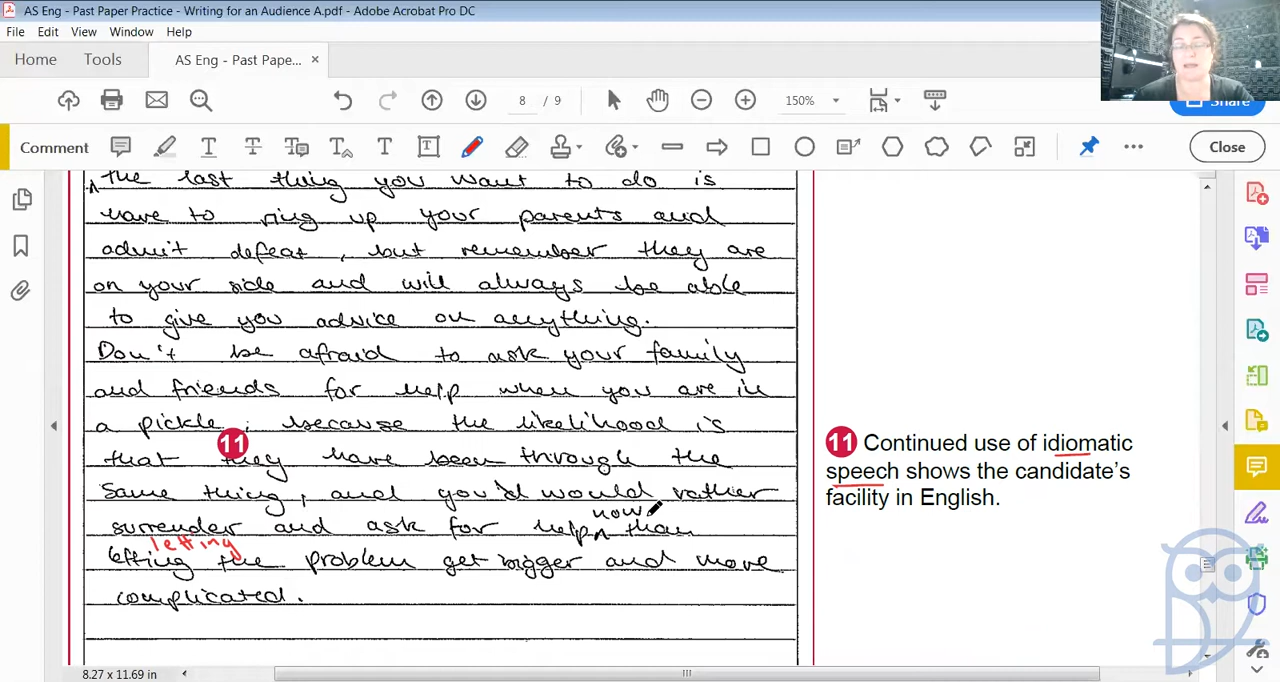 AS Eng - Past Paper Practice - Writing for an Audience A.pdf - Adobe Acrobat Pro DC
File Edit View Window Help
Home Tools AS Eng - Past Pape... ×
8 / 9 150% Share
Comment Close
the last thing you want to do is
have to ring up your parents and
admit defeat, but remember they are
on your side and will always be able
to give you advice on anything.
Don't be afraid to ask your family
and friends for help when you are in
a pickle, because the likelihood is
11
that they have been through the
same thing, and you'd would rather
now
surrender and ask for help than
letting
letting the problem get bigger and more
complicated.
11 Continued use of idiomatic
speech shows the candidate's
facility in English.
8.27 x 11.69 in